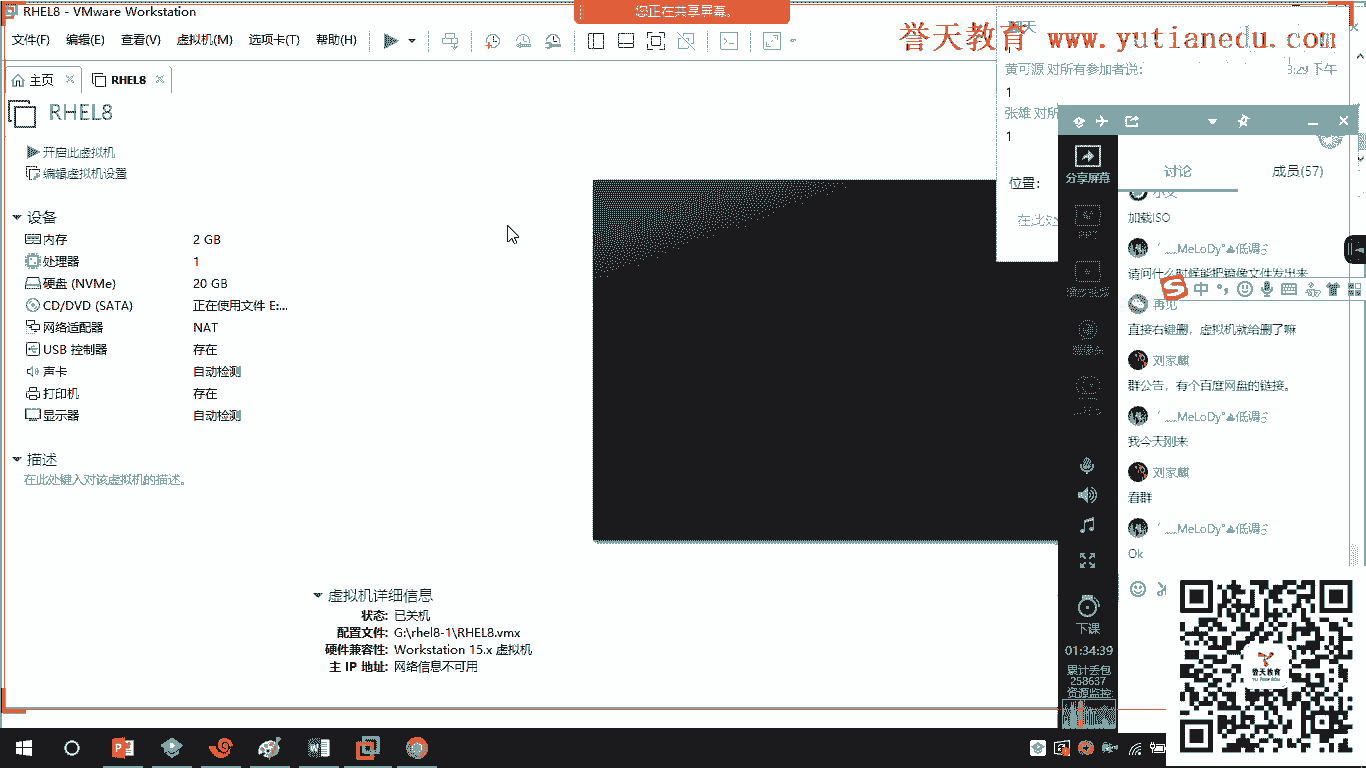 RHEL8 - VMware Workstation
您正在共享屏幕。
文件(F) 编辑(E) 查看(V) 虚拟机(M) 选项卡(T) 帮助(H)
誉天教育 www.yutianedu.com
主页 RHEL8
RHEL8
开启此虚拟机
编辑虚拟机设置
设备
内存 2 GB
处理器 1
硬盘 (NVMe) 20 GB
CD/DVD (SATA) 正在使用文件 E:...
网络适配器 NAT
USB 控制器 存在
声卡 自动检测
打印机 存在
显示器 自动检测
描述
在此处键入对该虚拟机的描述。
虚拟机详细信息
状态: 已关机
配置文件: G:\rhel8-1\RHEL8.vmx
硬件兼容性: Workstation 15.x 虚拟机
主 IP 地址: 网络信息不可用
黄可源 对所有参加者说:
1
张雄 对所
1
位置:
在此处
分享屏幕
下课
01:34:39
累计丢包
258637
资源监控:
讨论 成员(57)
加载ISO
MeLoDy°▲低调
请问什么时候能把镜像文件发出来
中
再见
直接右键删，虚拟机就给删了嘛
刘家麒
群公告，有个百度网盘的链接。
MeLoDy°▲低调
我今天刚来
刘家麒
看群
MeLoDy°▲低调
Ok
誉天教育